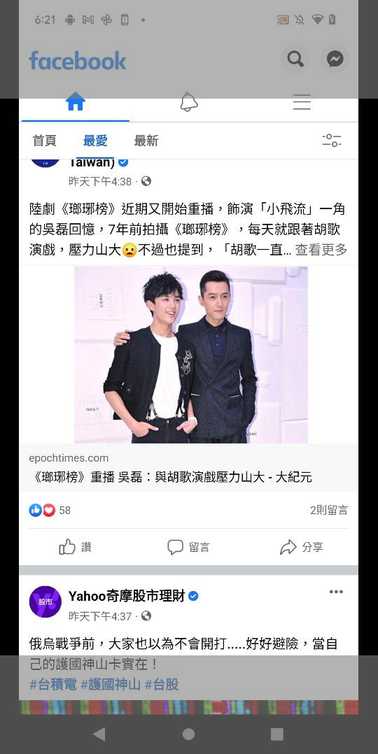 6:21
facebook
首頁 最愛 最新
Taiwan)
昨天下午4:38 ·
陸劇《瑯琊榜》近期又開始重播，飾演「小飛流」一角
的吳磊回憶，7年前拍攝《瑯琊榜》，每天就跟著胡歌
演戲，壓力山大😦不過也提到，「胡歌一直... 查看更多
epochtimes.com
《瑯琊榜》重播 吳磊：與胡歌演戲壓力山大 - 大紀元
58 2則留言
讚 留言 分享
股市
Yahoo奇摩股市理財
昨天下午4:37 ·
俄烏戰爭前，大家也以為不會開打.....好好避險，當自
己的護國神山卡實在！
#台積電 #護國神山 #台股